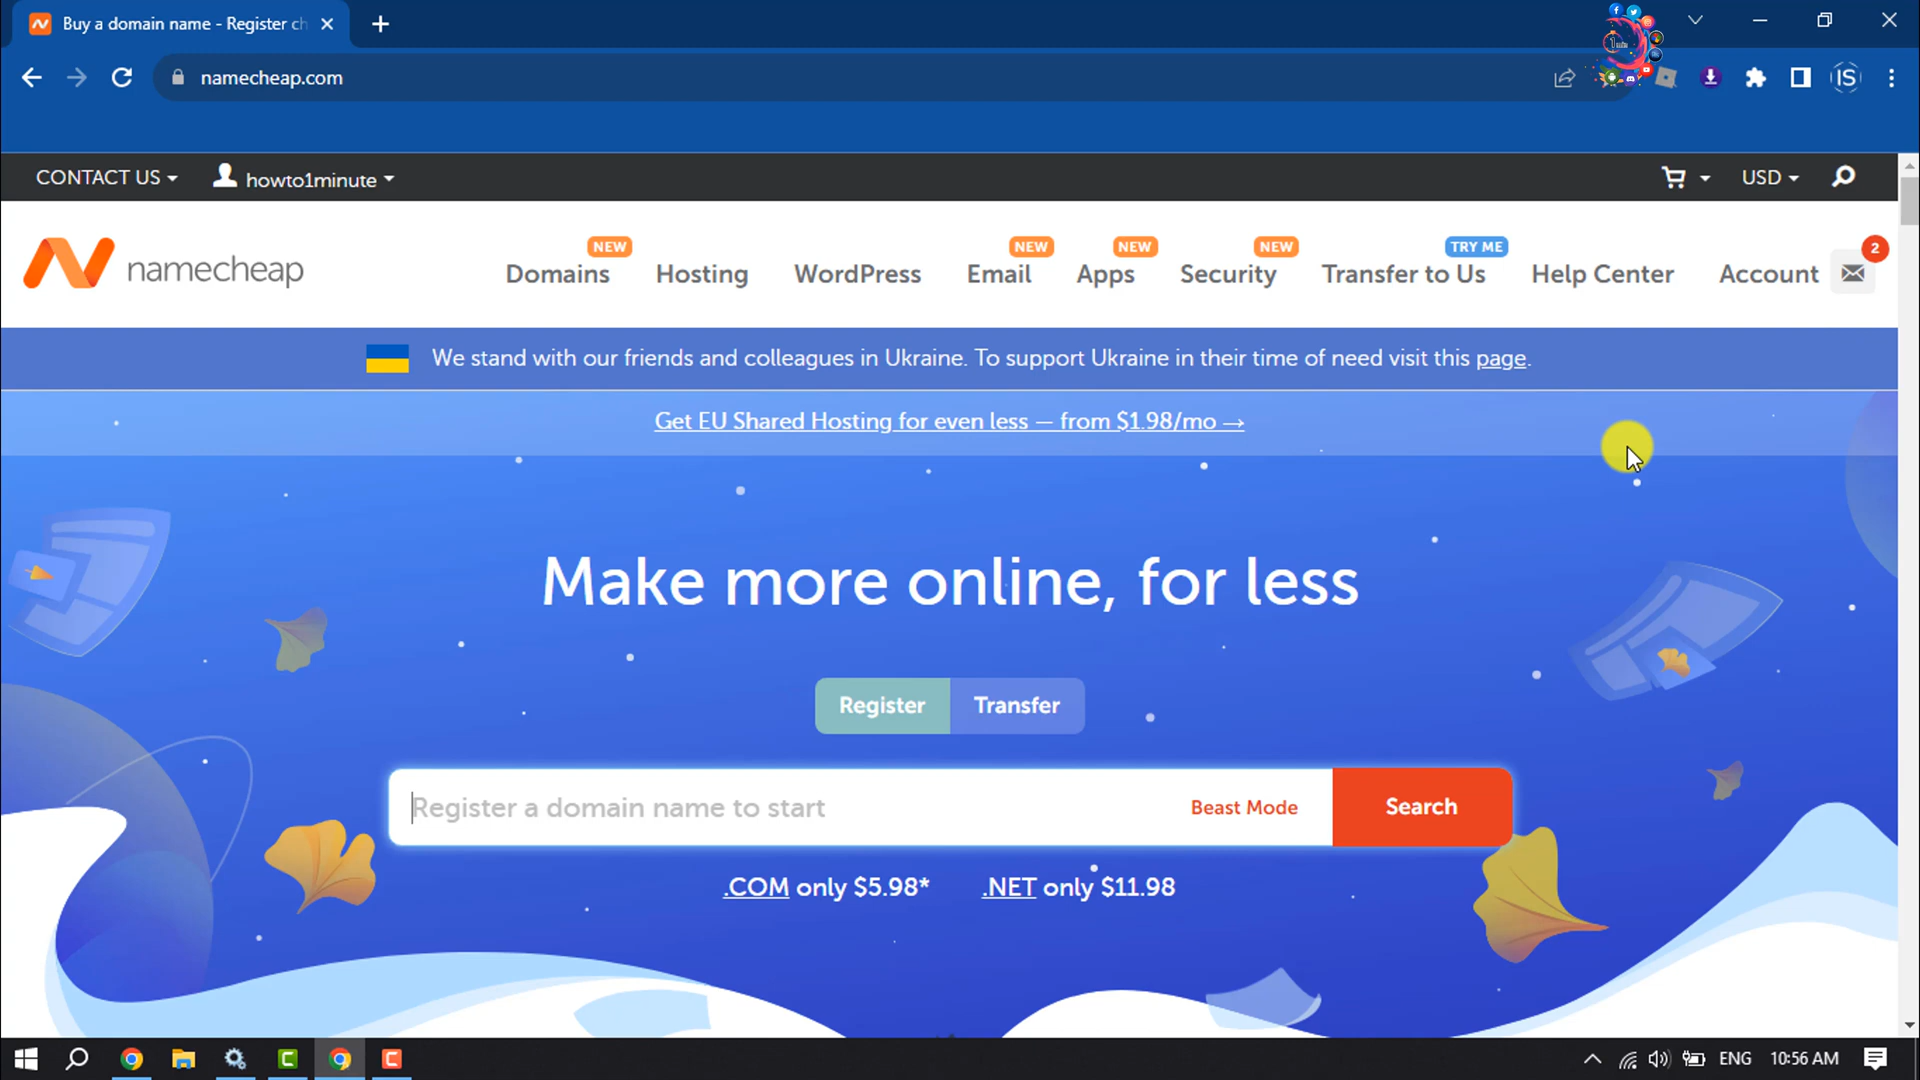 Buy a domain name - Register ch
namecheap.com
IS
CONTACT US
howto1minute
USD
namecheap
NEW
NEW
NEW
NEW
TRY ME
2
Domains
Hosting
WordPress
Email
Apps
Security
Transfer to Us
Help Center
Account
We stand with our friends and colleagues in Ukraine. To support Ukraine in their time of need visit this page.
Get EU Shared Hosting for even less — from $1.98/mo →
Make more online, for less
Register
Transfer
Register a domain name to start
Beast Mode
Search
.COM only $5.98*
.NET only $11.98
ENG
10:56 AM